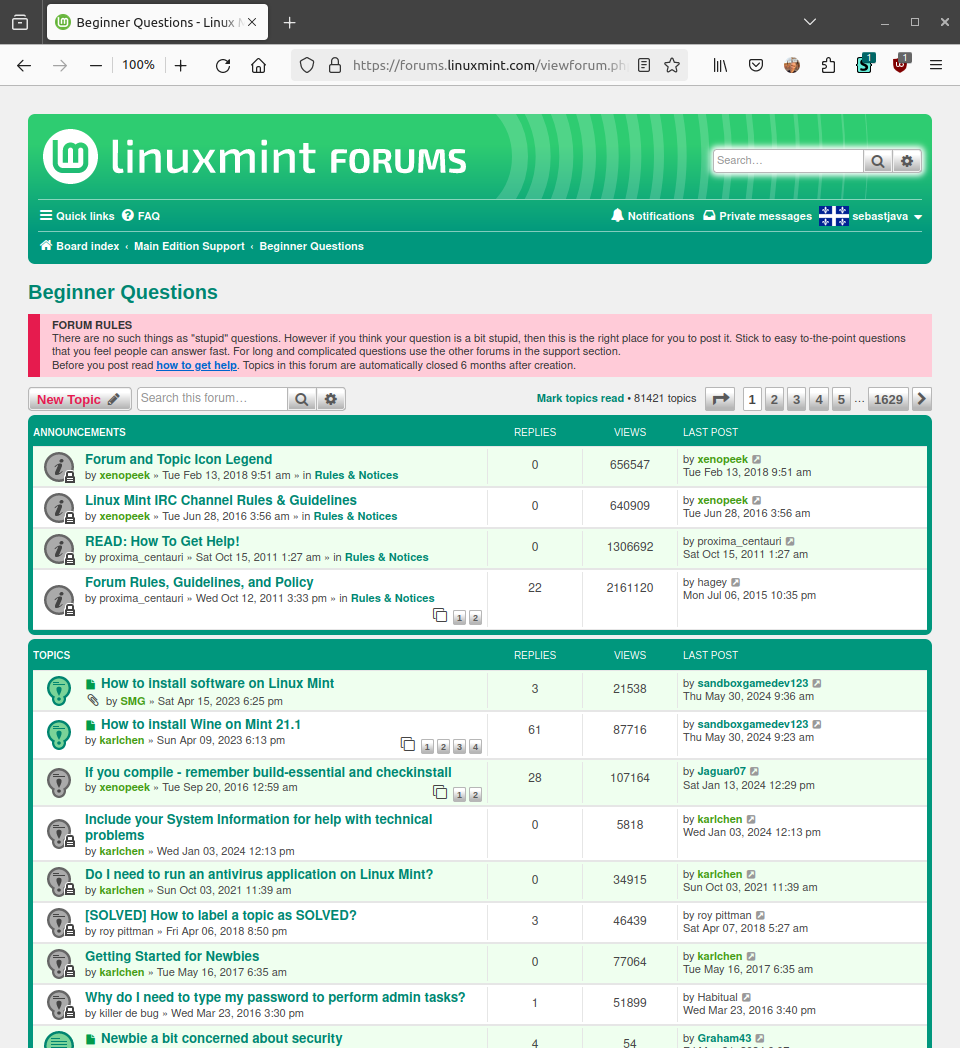 Beginner Questions - Linux M
100%
https://forums.linuxmint.com/viewforum.ph
1
1
linuxmint FORUMS
Search…
Quick links FAQ
Notifications Private messages sebastjava
Board index ‹ Main Edition Support ‹ Beginner Questions
Beginner Questions
FORUM RULES
There are no such things as "stupid" questions. However if you think your question is a bit stupid, then this is the right place for you to post it. Stick to easy to-the-point questions
that you feel people can answer fast. For long and complicated questions use the other forums in the support section.
Before you post read how to get help. Topics in this forum are automatically closed 6 months after creation.
New Topic Search this forum… Mark topics read • 81421 topics 1 2 3 4 5 … 1629
ANNOUNCEMENTS REPLIES VIEWS LAST POST
Forum and Topic Icon Legend 0 656547 by xenopeek
by xenopeek » Tue Feb 13, 2018 9:51 am » in Rules & Notices Tue Feb 13, 2018 9:51 am
Linux Mint IRC Channel Rules & Guidelines 0 640909 by xenopeek
by xenopeek » Tue Jun 28, 2016 3:56 am » in Rules & Notices Tue Jun 28, 2016 3:56 am
READ: How To Get Help! 0 1306692 by proxima_centauri
by proxima_centauri » Sat Oct 15, 2011 1:27 am » in Rules & Notices Sat Oct 15, 2011 1:27 am
Forum Rules, Guidelines, and Policy 22 2161120 by hagey
by proxima_centauri » Wed Oct 12, 2011 3:33 pm » in Rules & Notices Mon Jul 06, 2015 10:35 pm
1 2
TOPICS REPLIES VIEWS LAST POST
How to install software on Linux Mint 3 21538 by sandboxgamedev123
by SMG » Sat Apr 15, 2023 6:25 pm Thu May 30, 2024 9:36 am
How to install Wine on Mint 21.1 61 87716 by sandboxgamedev123
by karlchen » Sun Apr 09, 2023 6:13 pm 1 2 3 4 Thu May 30, 2024 9:23 am
If you compile - remember build-essential and checkinstall 28 107164 by Jaguar07
by xenopeek » Tue Sep 20, 2016 12:59 am 1 2 Sat Jan 13, 2024 12:29 pm
Include your System Information for help with technical 0 5818 by karlchen
problems Wed Jan 03, 2024 12:13 pm
by karlchen » Wed Jan 03, 2024 12:13 pm
Do I need to run an antivirus application on Linux Mint? 0 34915 by karlchen
by karlchen » Sun Oct 03, 2021 11:39 am Sun Oct 03, 2021 11:39 am
[SOLVED] How to label a topic as SOLVED? 3 46439 by roy pittman
by roy pittman » Fri Apr 06, 2018 8:50 pm Sat Apr 07, 2018 5:27 am
Getting Started for Newbies 0 77064 by karlchen
by karlchen » Tue May 16, 2017 6:35 am Tue May 16, 2017 6:35 am
Why do I need to type my password to perform admin tasks? 1 51899 by Habitual
by killer de bug » Wed Mar 23, 2016 3:30 pm Wed Mar 23, 2016 3:40 pm
Newbie a bit concerned about security 4 54 by Graham43